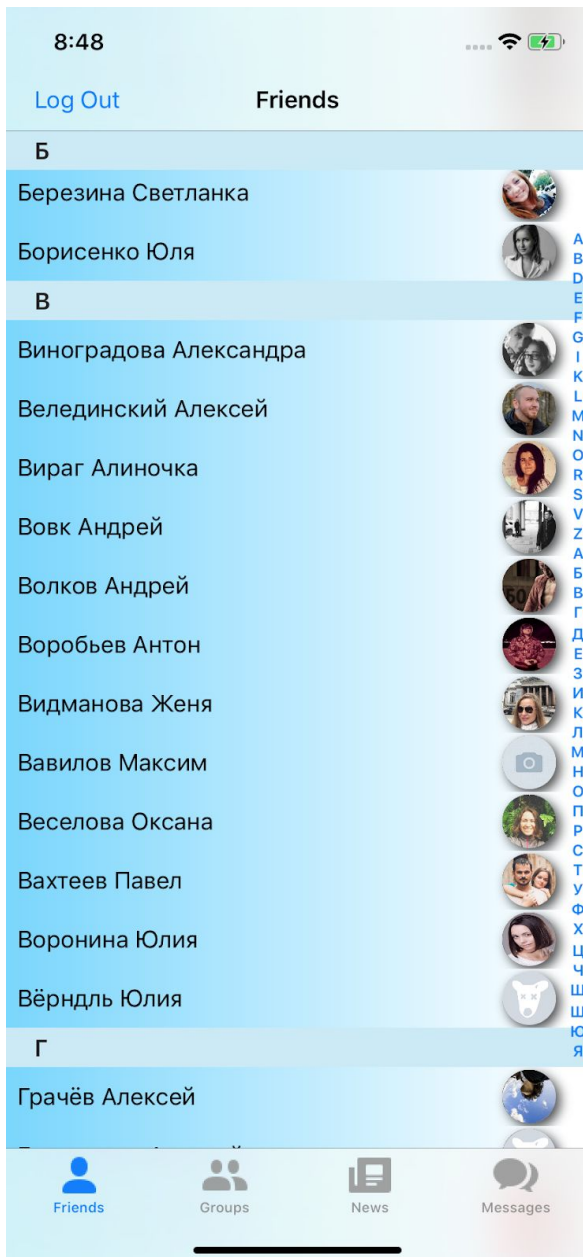 8:48
Log Out
Friends
Б
Березина Светланка
Борисенко Юля
В
Виноградова Александра
Велединский Алексей
Вираг Алиночка
Вовк Андрей
Волков Андрей
Воробьев Антон
Видманова Женя
Вавилов Максим
Веселова Оксана
Вахтеев Павел
Воронина Юлия
Вёрндль Юлия
Г
Грачёв Алексей
A
B
D
E
F
G
I
K
L
M
N
O
R
S
V
Z
А
Б
В
Г
Д
Е
З
И
К
Л
М
Н
О
П
Р
С
Т
У
Ф
Х
Ц
Ч
Ш
Щ
Ю
Я
Friends
Groups
News
Messages